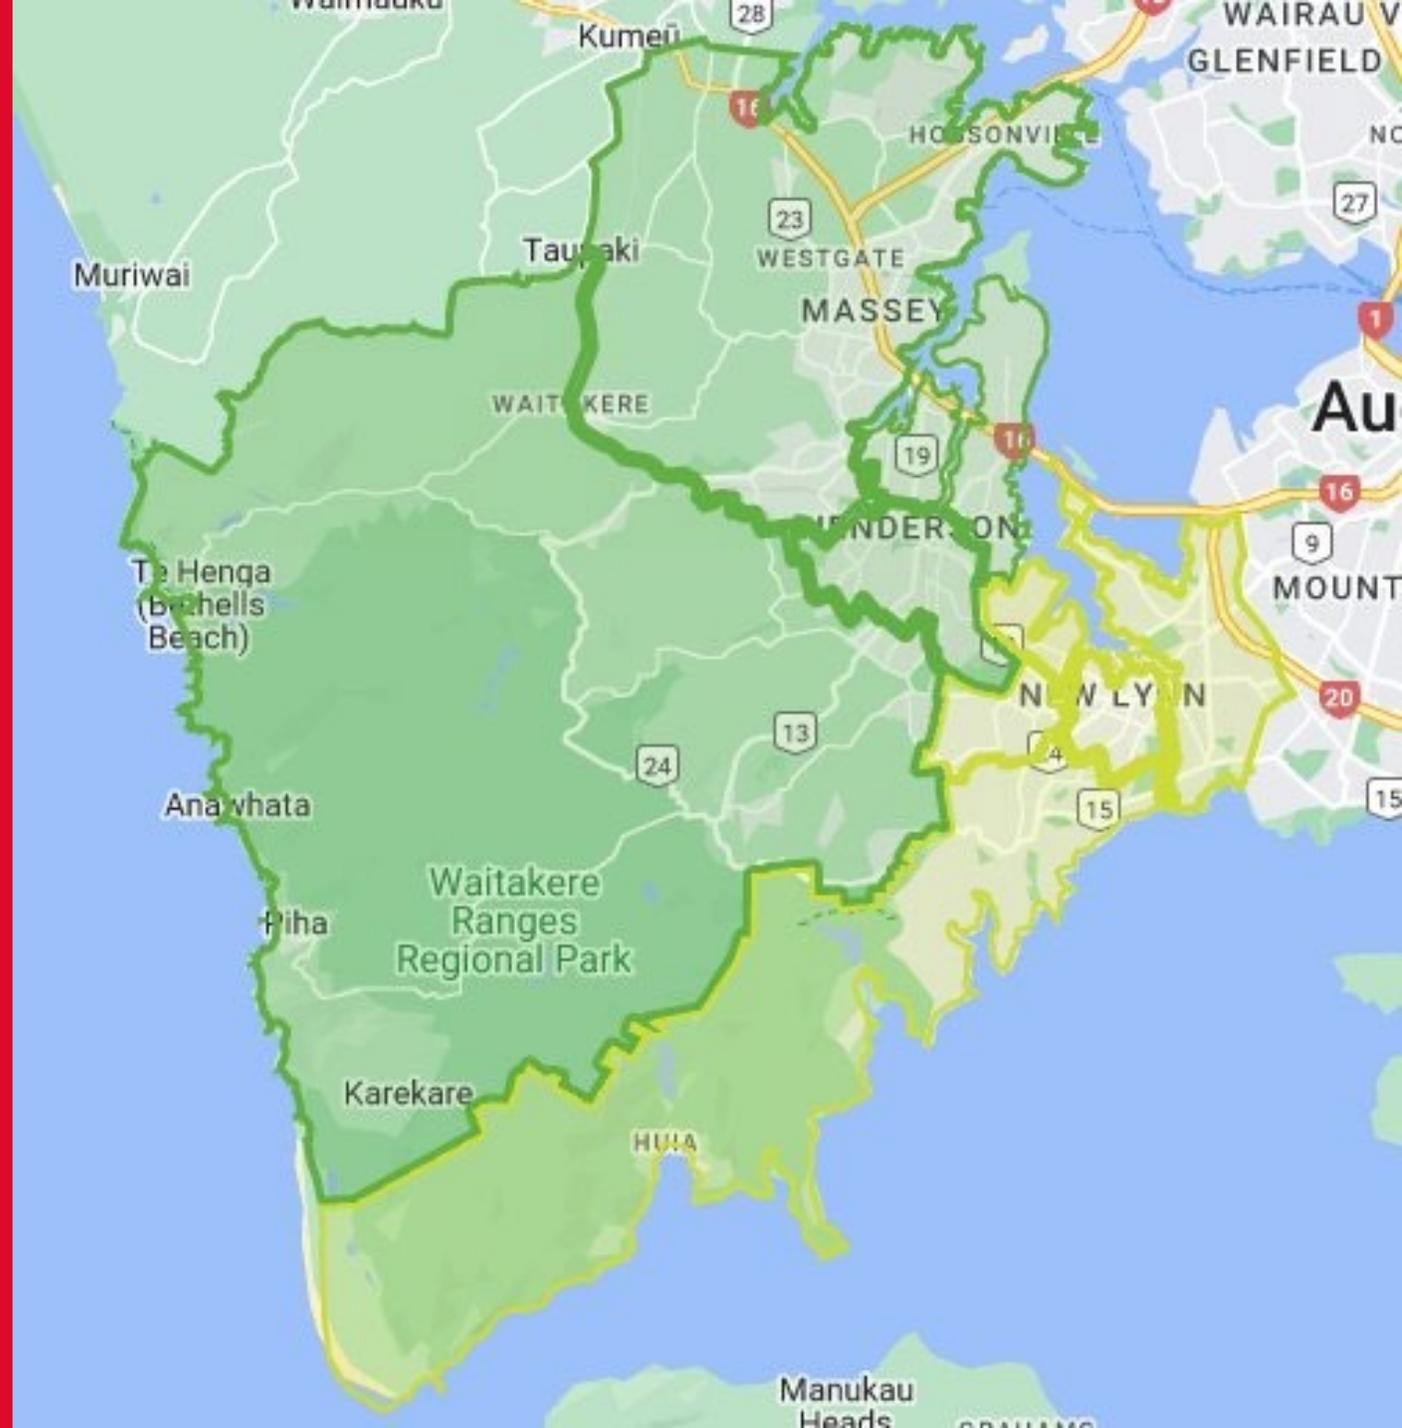 28
Kumeū
WAIRAU V
GLENFIELD
16
HOBSONVILLE
NO
27
23
Taupaki
WESTGATE
Muriwai
MASSEY
1
WAITAKERE
Au
19
16
16
9
HENDERSON
MOUNT
Te Henga
(Bethells
Beach)
NEW LYNN
20
13
24
15
15
Anawhata
Waitakere
Ranges
Regional Park
Piha
Karekare
HUIA
Manukau
Heads